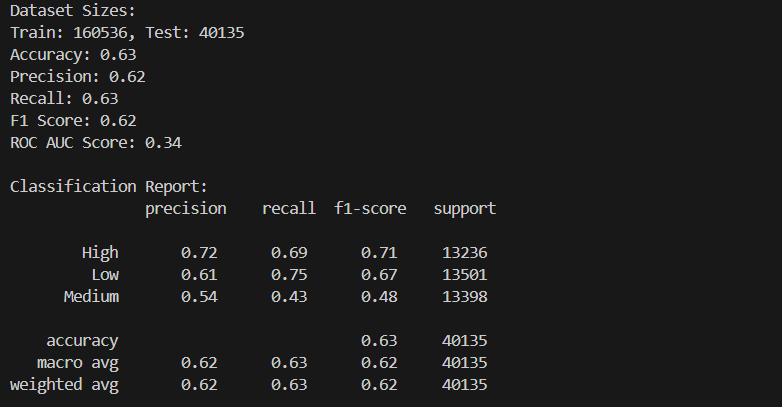 Dataset Sizes:
Train: 160536, Test: 40135
Accuracy: 0.63
Precision: 0.62
Recall: 0.63
F1 Score: 0.62
ROC AUC Score: 0.34
Classification Report:
precision recall f1-score support
High 0.72 0.69 0.71 13236
Low 0.61 0.75 0.67 13501
Medium 0.54 0.43 0.48 13398
accuracy 0.63 40135
macro avg 0.62 0.63 0.62 40135
weighted avg 0.62 0.63 0.62 40135